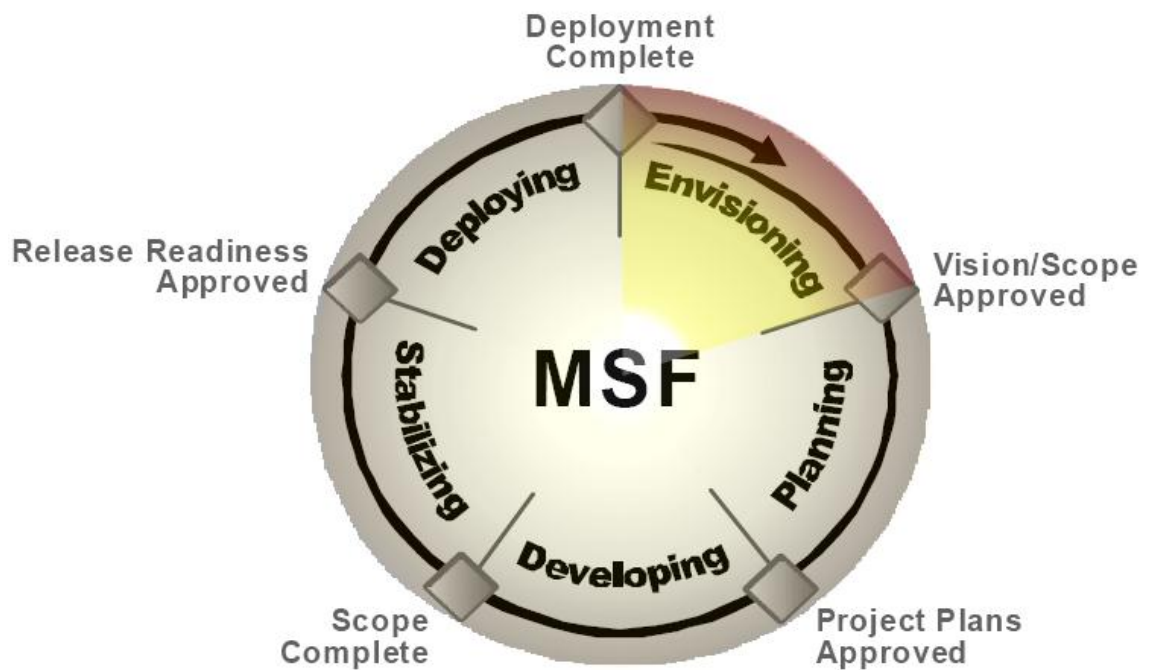 Deployment
Complete
Envisioning
Deploying
Release Readiness
Approved
Vision/Scope
Approved
MSF
Stabilizing
Planning
Developing
Scope
Complete
Project Plans
Approved